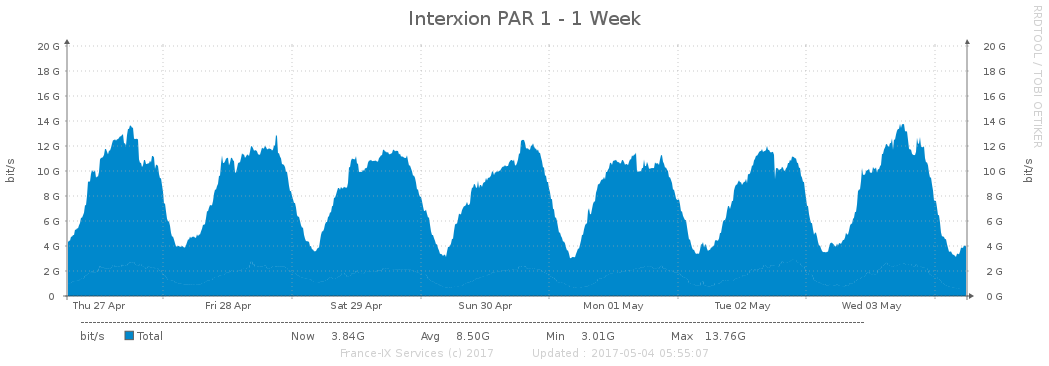 Interxion PAR 1 - 1 Week
RRDTOOL / TOBI OETIKER
bit/s
bit/s
20 G 20 G
18 G 18 G
16 G 16 G
14 G 14 G
12 G 12 G
10 G 10 G
8 G 8 G
6 G 6 G
4 G 4 G
2 G 2 G
0 0 G
Thu 27 Apr Fri 28 Apr Sat 29 Apr Sun 30 Apr Mon 01 May Tue 02 May Wed 03 May
bit/s Total Now 3.84G Avg 8.50G Min 3.01G Max 13.76G
France-IX Services (c) 2017 Updated : 2017-05-04 05:55:07